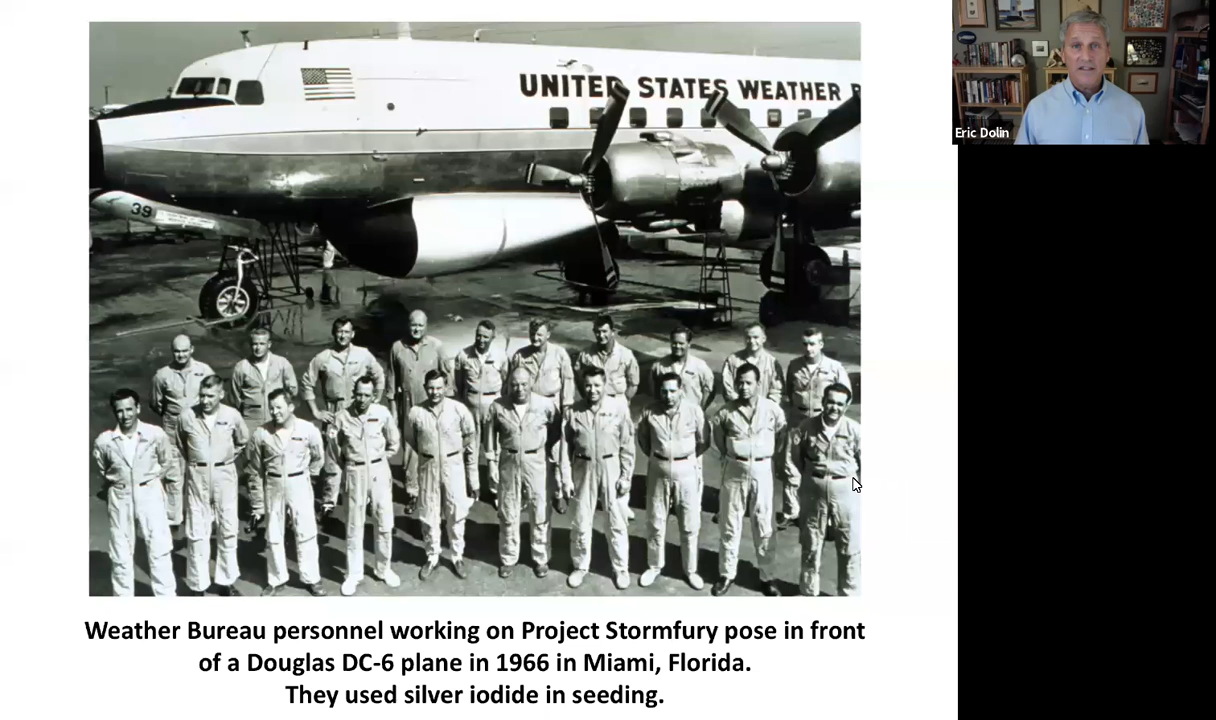 UNITED STATES WEATHER B
39
Eric Dolin
Weather Bureau personnel working on Project Stormfury pose in front
of a Douglas DC-6 plane in 1966 in Miami, Florida.
They used silver iodide in seeding.